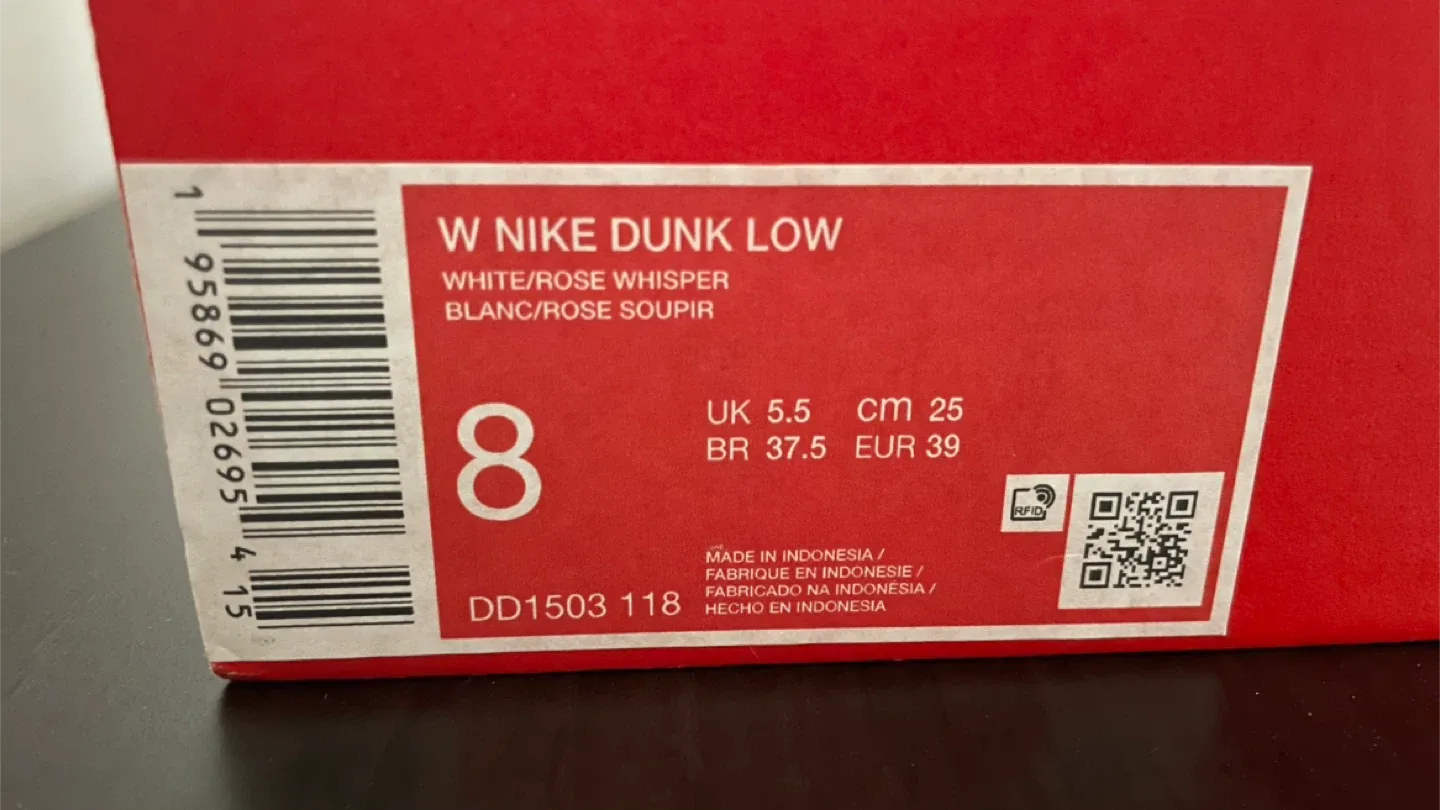 1 95869 02695 4 15
W NIKE DUNK LOW
WHITE/ROSE WHISPER
BLANC/ROSE SOUPIR
8
UK 5.5 cm 25
BR 37.5 EUR 39
RFID
DD1503 118
MADE IN INDONESIA /
FABRIQUE EN INDONESIE /
FABRICADO NA INDONÉSIA /
HECHO EN INDONESIA